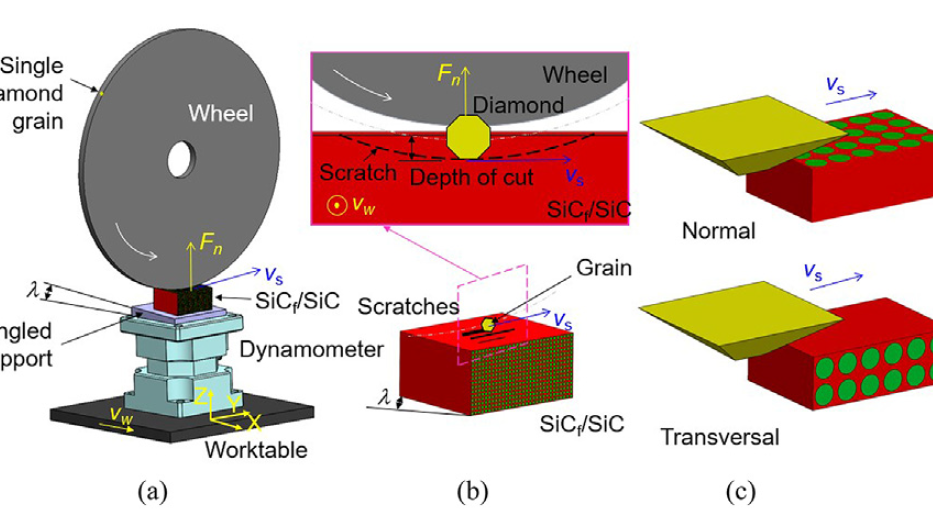 Single
amond
grain
Wheel
Fn
vs
λ
SiCf/SiC
ngled
pport
Dynamometer
Z
Y
X
vw
Worktable
(a)
Fn
Wheel
Diamond
Scratch
Depth of cut
vs
vw
SiCf/SiC
Grain
Scratches
vs
λ
SiCf/SiC
(b)
vs
Normal
vs
Transversal
(c)